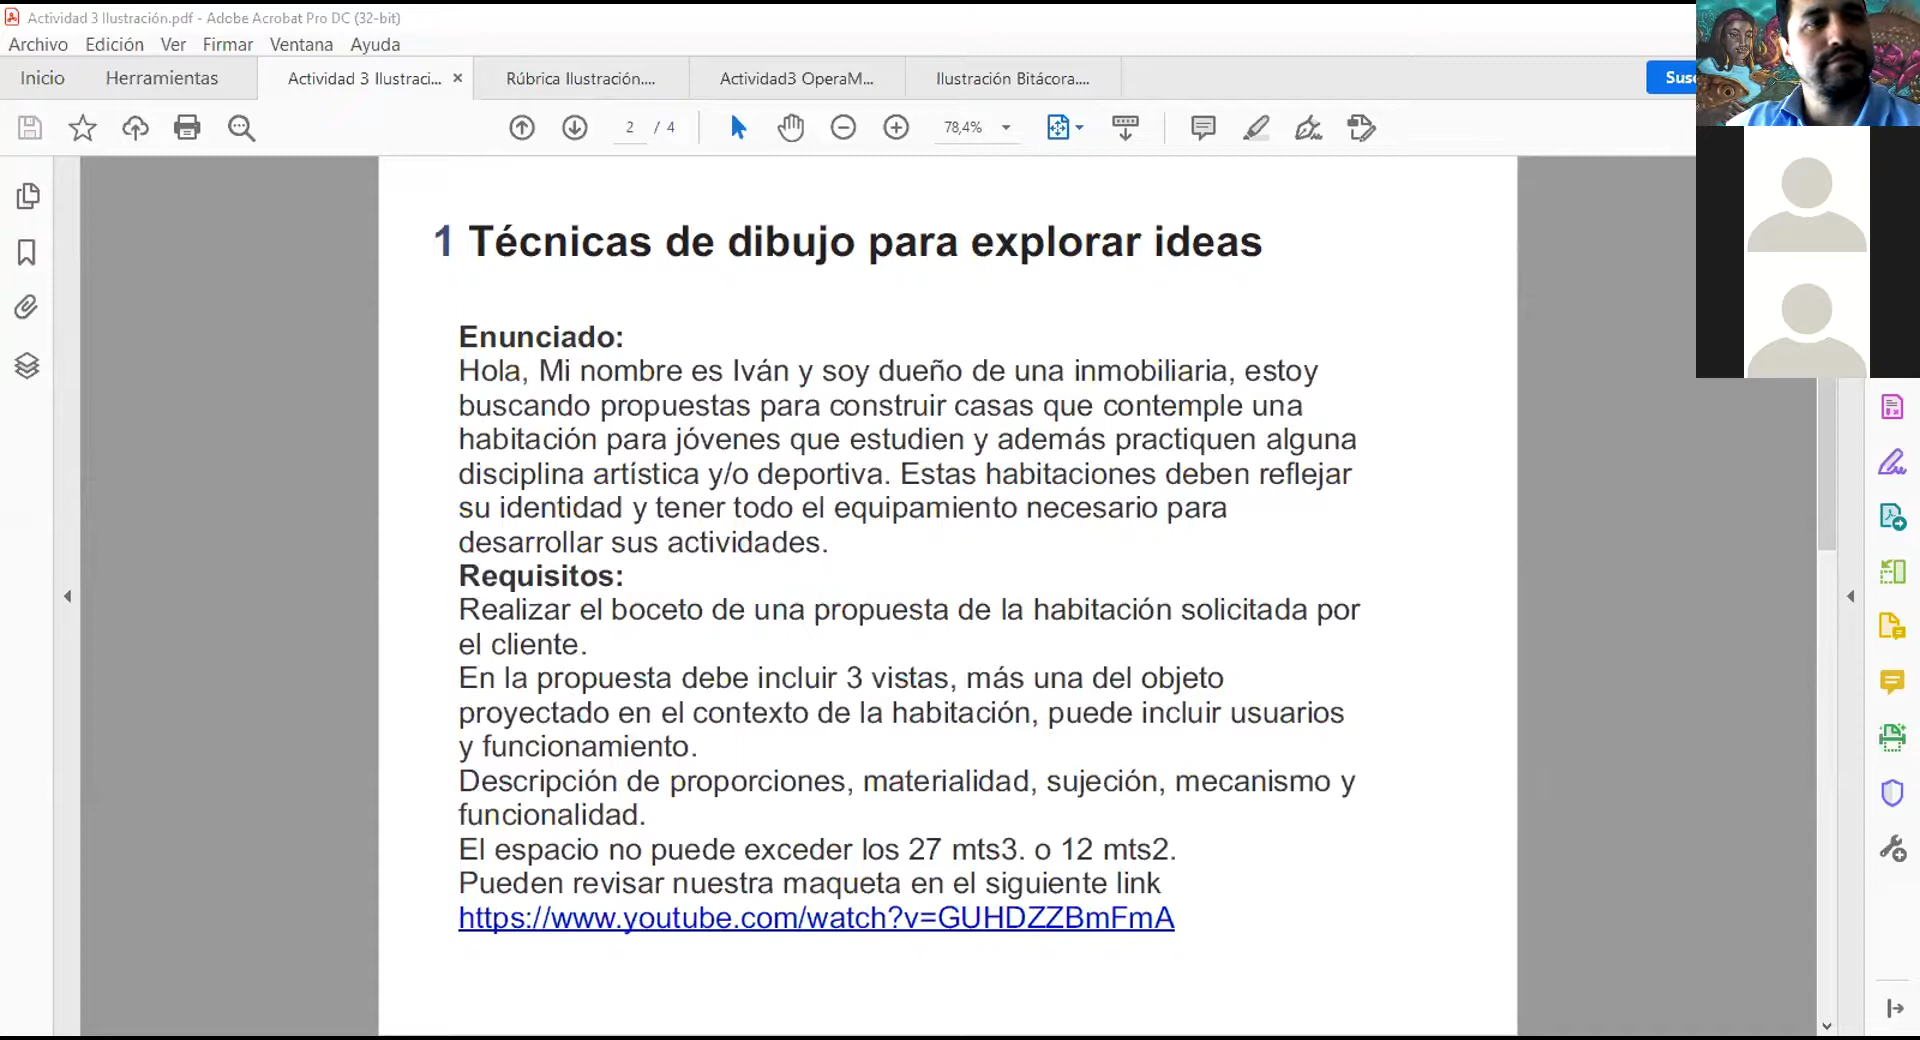 Actividad 3 Ilustración.pdf - Adobe Acrobat Pro DC (32-bit)
Archivo Edición Ver Firmar Ventana Ayuda
Inicio Herramientas Actividad 3 Ilustraci... × Rúbrica Ilustración.... Actividad3 OperaM... Ilustración Bitácora....
2 / 4 78,4%
1 Técnicas de dibujo para explorar ideas
Enunciado:
Hola, Mi nombre es Iván y soy dueño de una inmobiliaria, estoy
buscando propuestas para construir casas que contemple una
habitación para jóvenes que estudien y además practiquen alguna
disciplina artística y/o deportiva. Estas habitaciones deben reflejar
su identidad y tener todo el equipamiento necesario para
desarrollar sus actividades.
Requisitos:
Realizar el boceto de una propuesta de la habitación solicitada por
el cliente.
En la propuesta debe incluir 3 vistas, más una del objeto
proyectado en el contexto de la habitación, puede incluir usuarios
y funcionamiento.
Descripción de proporciones, materialidad, sujeción, mecanismo y
funcionalidad.
El espacio no puede exceder los 27 mts3. o 12 mts2.
Pueden revisar nuestra maqueta en el siguiente link
https://www.youtube.com/watch?v=GUHDZZBmFmA